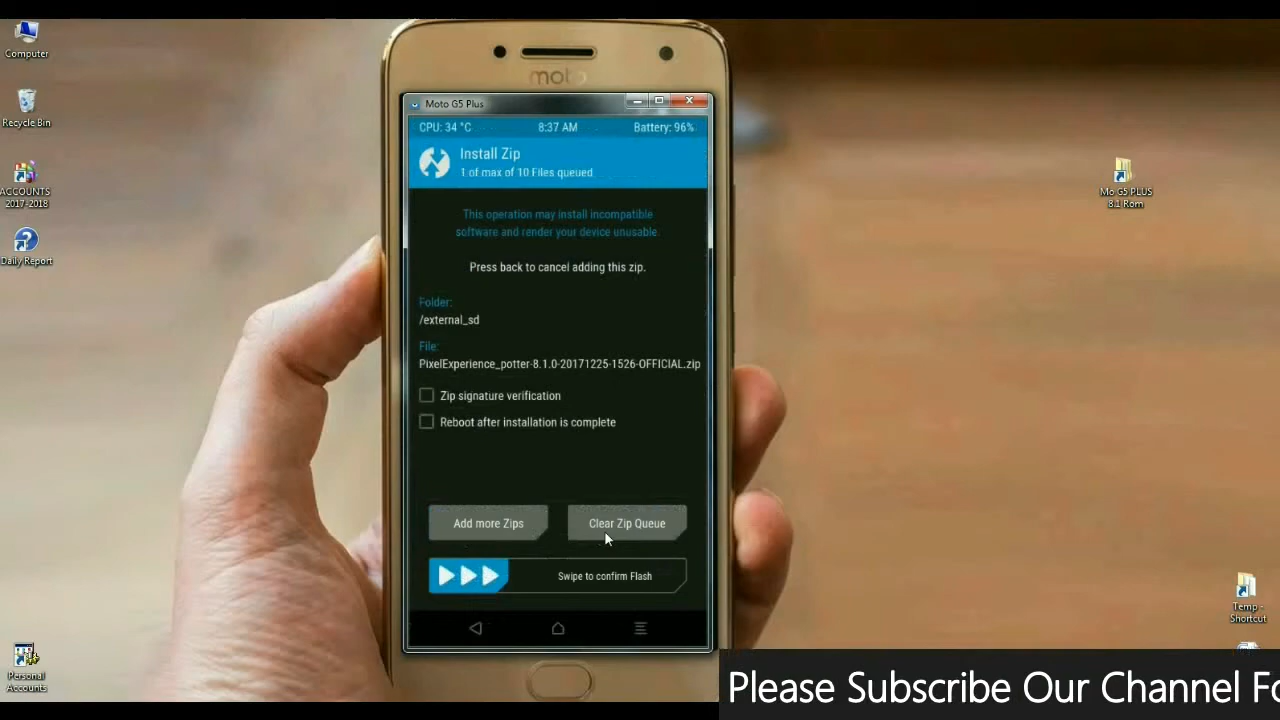 Computer
Recycle Bin
ACCOUNTS
2017-2018
Daily Report
Personal
Accounts
moto
Moto G5 Plus
CPU: 34 °C
8:37 AM
Battery: 96%
Install Zip
1 of max of 10 Files queued
This operation may install incompatible
software and render your device unusable.
Press back to cancel adding this zip.
Folder:
/external_sd
File:
PixelExperience_potter-8.1.0-20171225-1526-OFFICIAL.zip
Zip signature verification
Reboot after installation is complete
Add more Zips
Clear Zip Queue
Swipe to confirm Flash
Mo G5 PLUS
8.1 Rom
Temp -
Shortcut
Please Subscribe Our Channel Fo